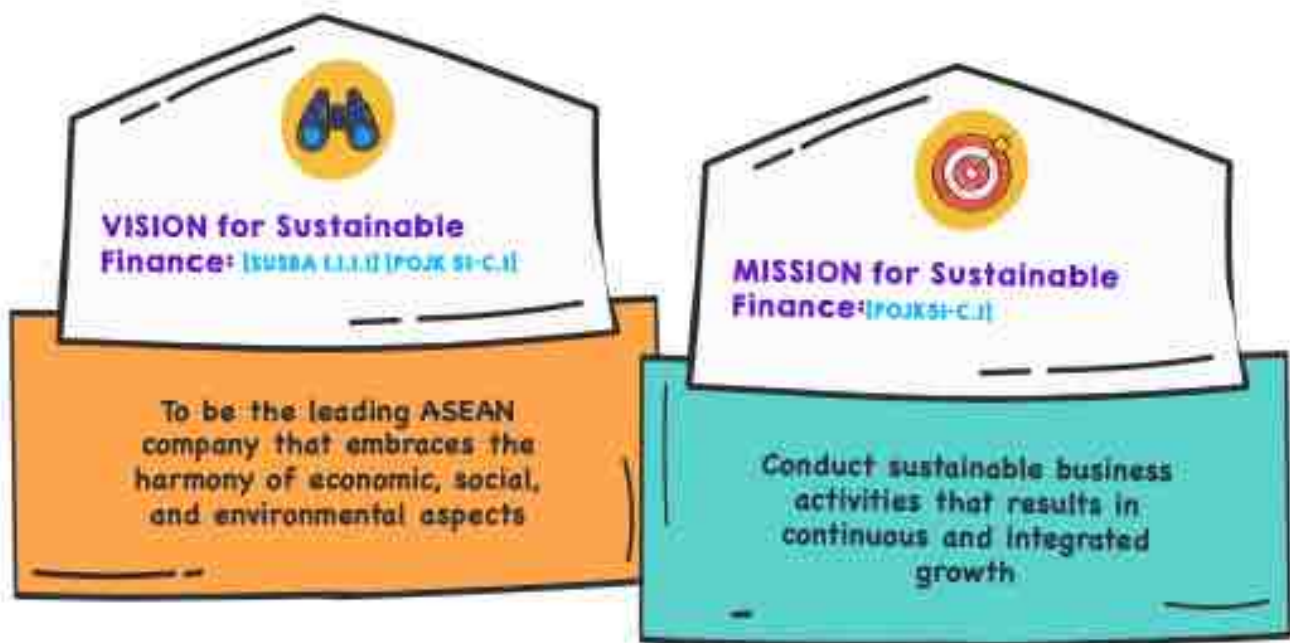 VISION for Sustainable
Finance: [SUSBA 1.1.1.1] [POJK 51-C.1]
To be the leading ASEAN
company that embraces the
harmony of economic, social,
and environmental aspects
MISSION for Sustainable
Finance:[POJK51-C.1]
Conduct sustainable business
activities that results in
continuous and integrated
growth